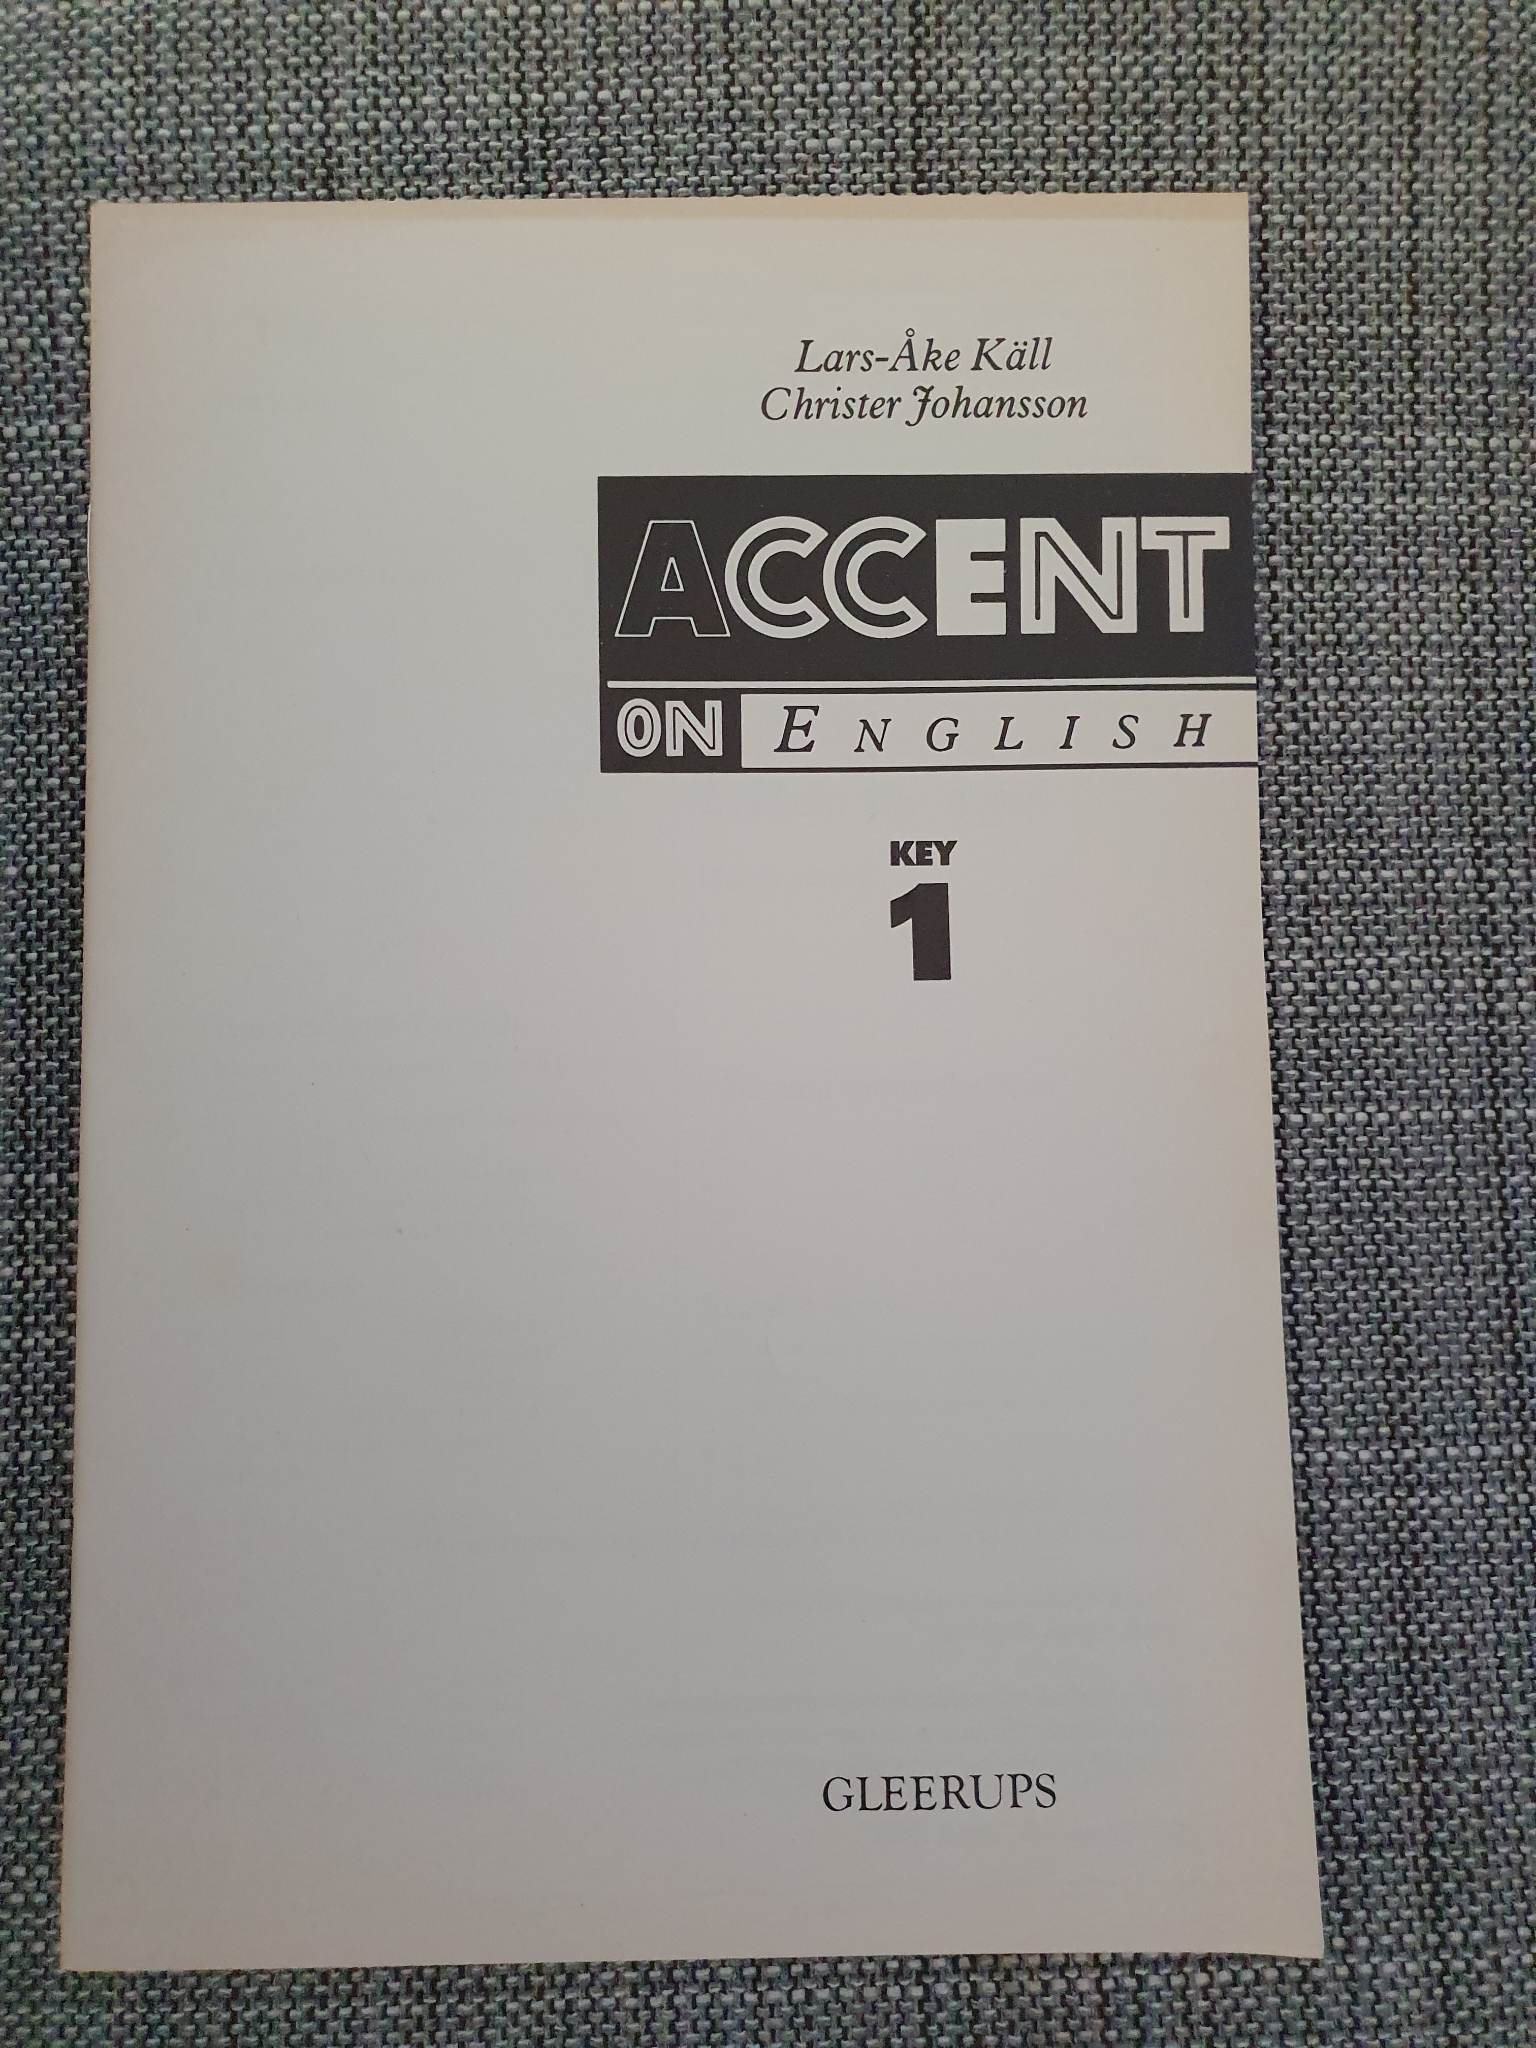 Lars-Åke Käll
Christer Johansson
ACCENT
ON ENGLISH
KEY
1
GLEERUPS